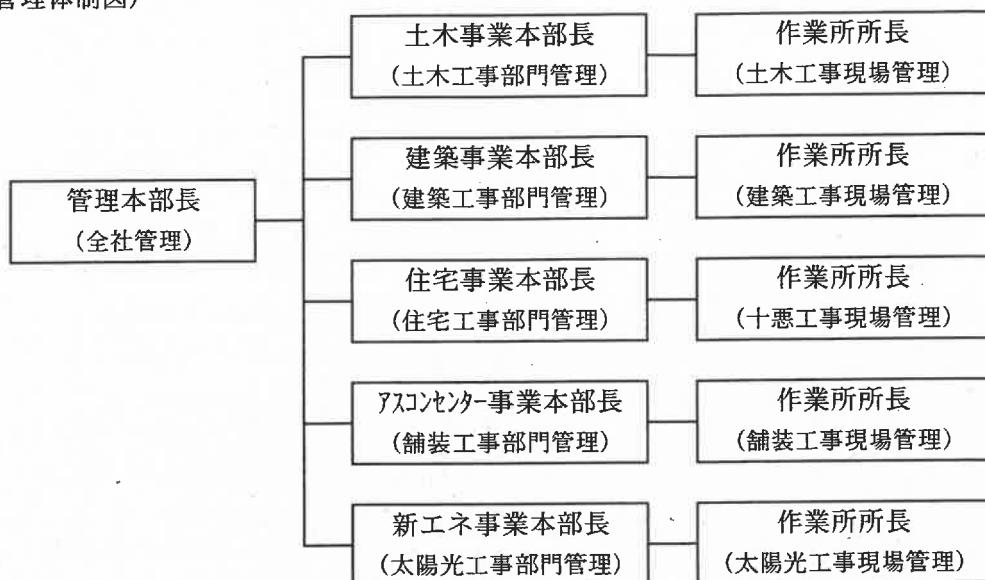 管理体制図)
管理本部長
(全社管理)
土木事業本部長
(土木工事部門管理)
作業所所長
(土木工事現場管理)
建築事業本部長
(建築工事部門管理)
作業所所長
(建築工事現場管理)
住宅事業本部長
(住宅工事部門管理)
作業所所長
(十悪工事現場管理)
アスコンセンター事業本部長
(舗装工事部門管理)
作業所所長
(舗装工事現場管理)
新エネ事業本部長
(太陽光工事部門管理)
作業所所長
(太陽光工事現場管理)